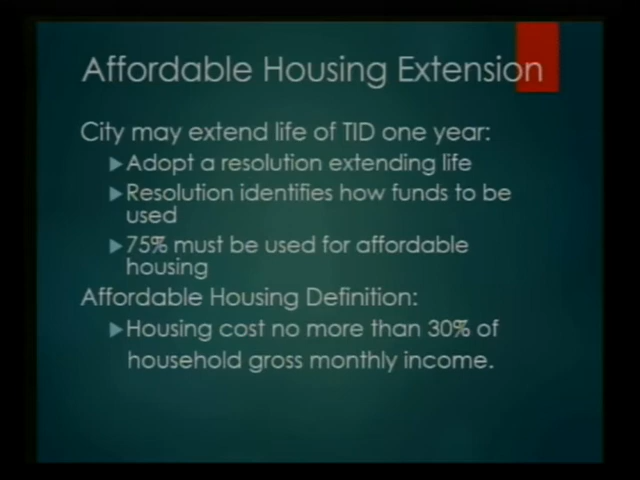 Affordable Housing Extension
City may extend life of TID one year:
Adopt a resolution extending life
Resolution identifies how funds to be
used
75% must be used for affordable
housing
Affordable Housing Definition:
Housing cost no more than 30% of
household gross monthly income.